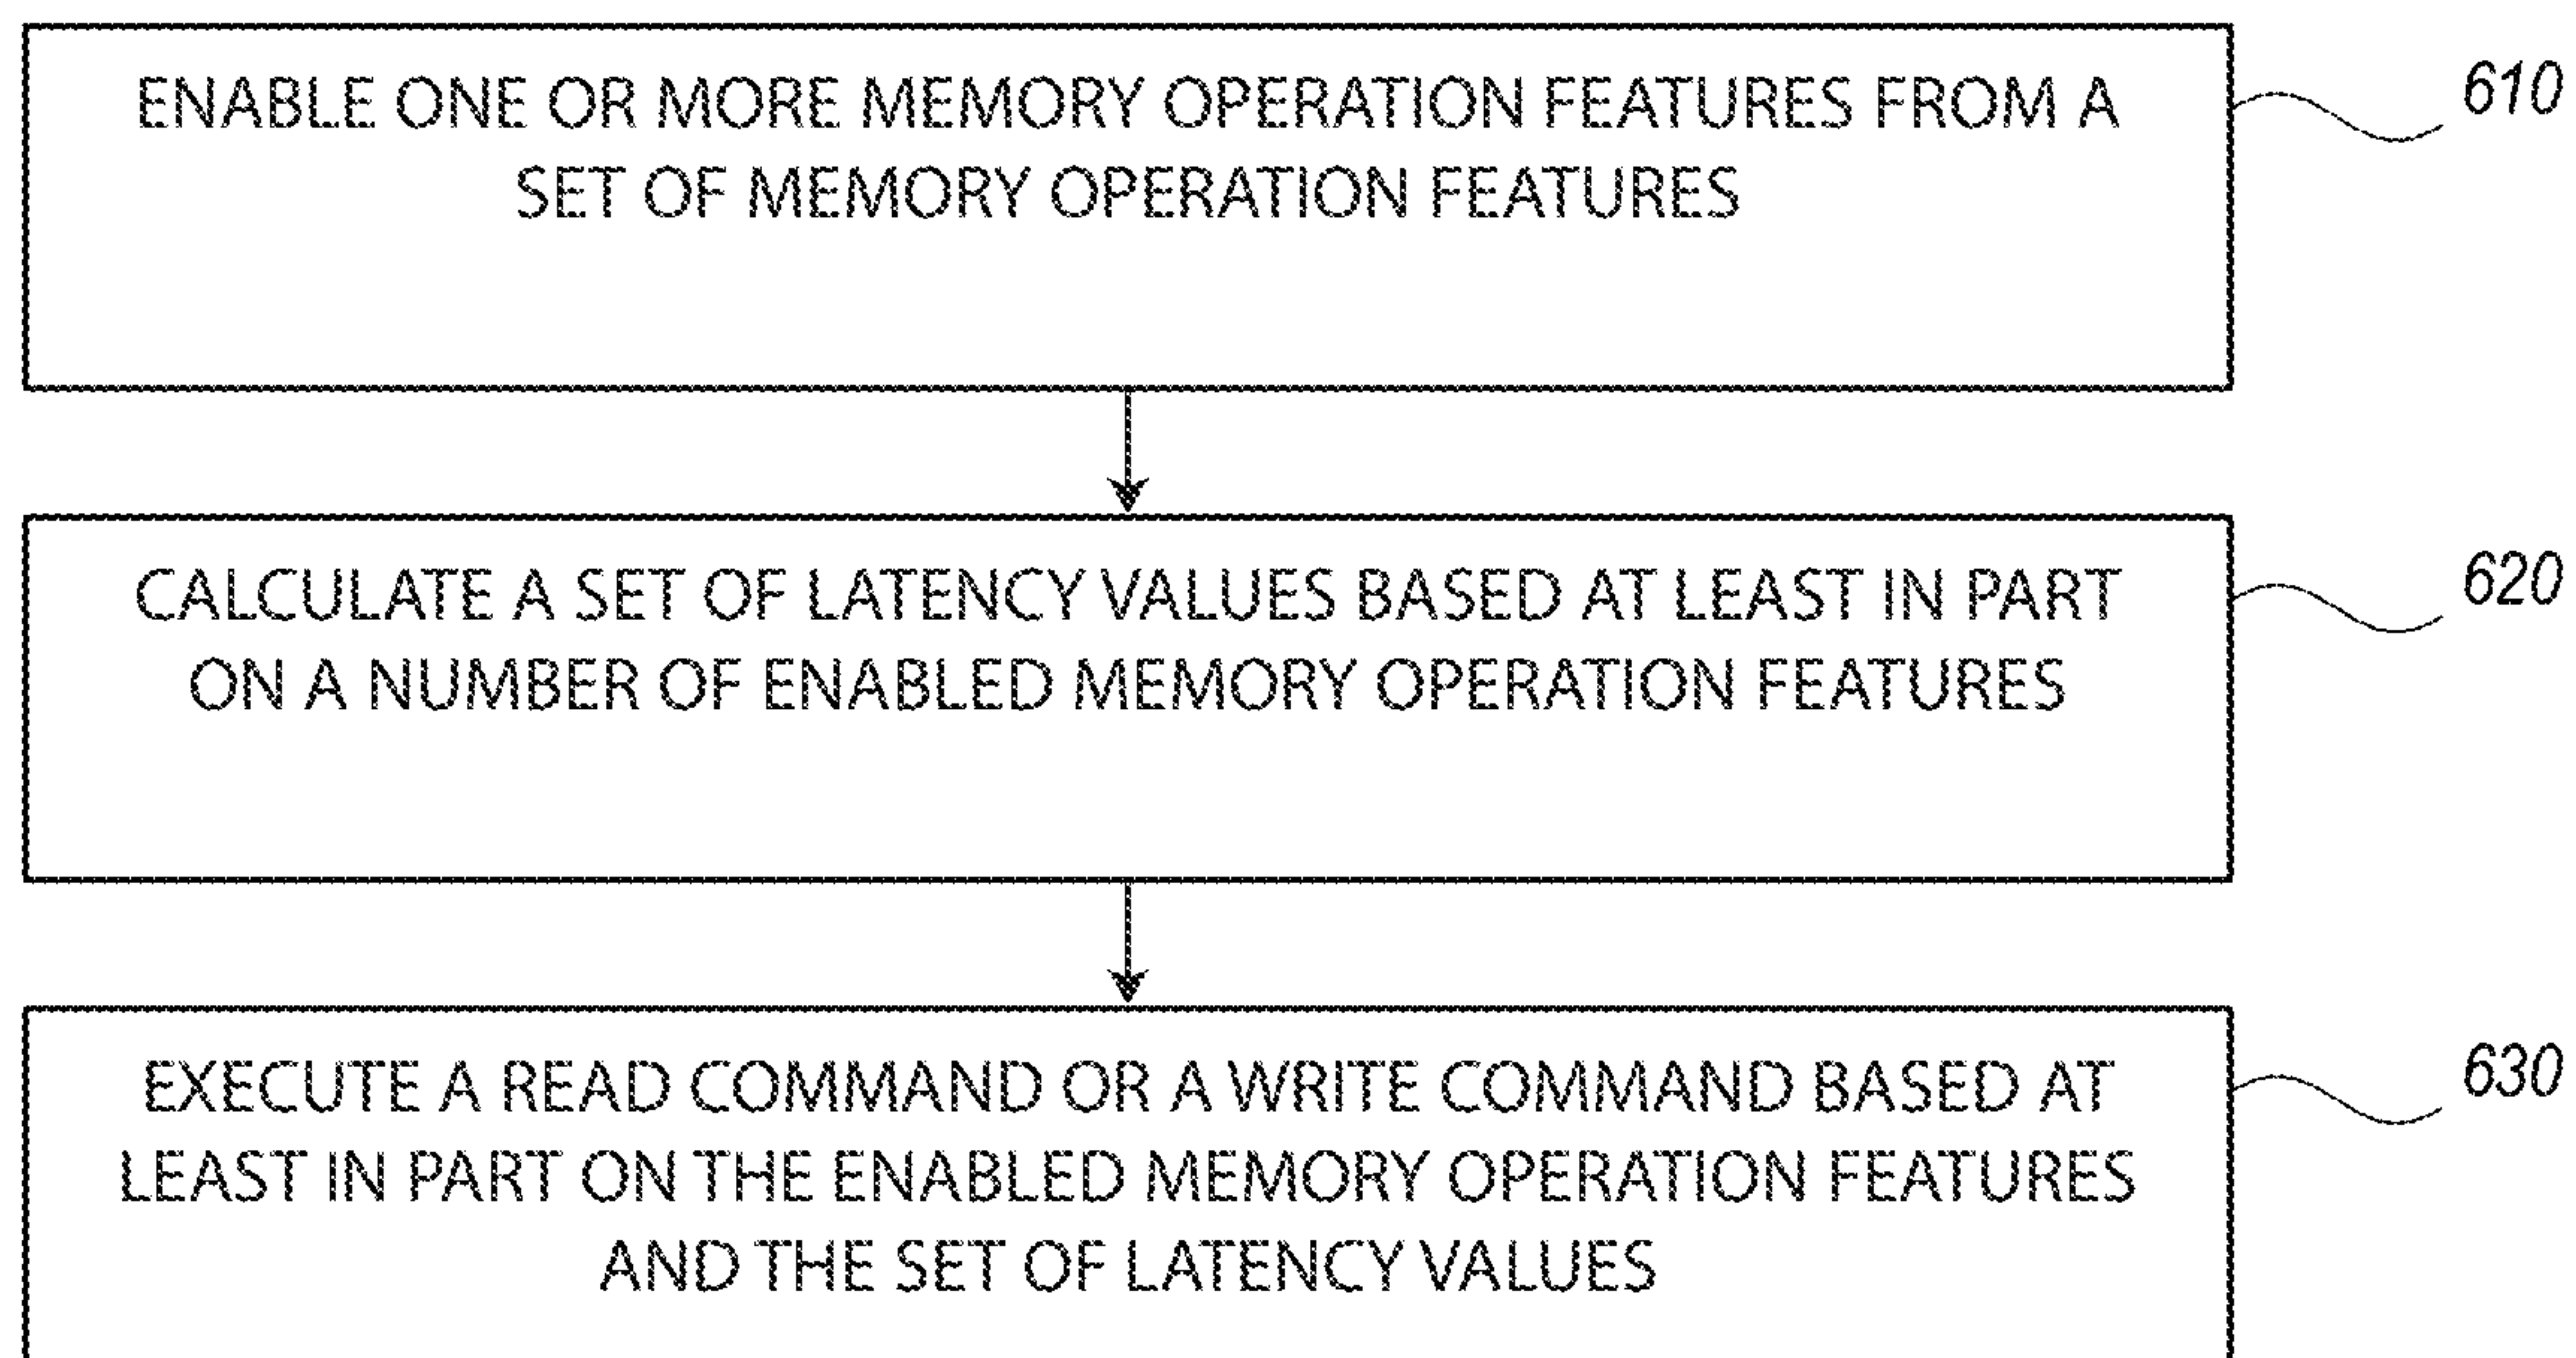 ENABLE ONE OR MORE MEMORY OPERATION FEATURES FROM A
SET OF MEMORY OPERATION FEATURES
610
CALCULATE A SET OF LATENCY VALUES BASED AT LEAST IN PART
ON A NUMBER OF ENABLED MEMORY OPERATION FEATURES
620
EXECUTE A READ COMMAND OR A WRITE COMMAND BASED AT
LEAST IN PART ON THE ENABLED MEMORY OPERATION FEATURES
AND THE SET OF LATENCY VALUES
630